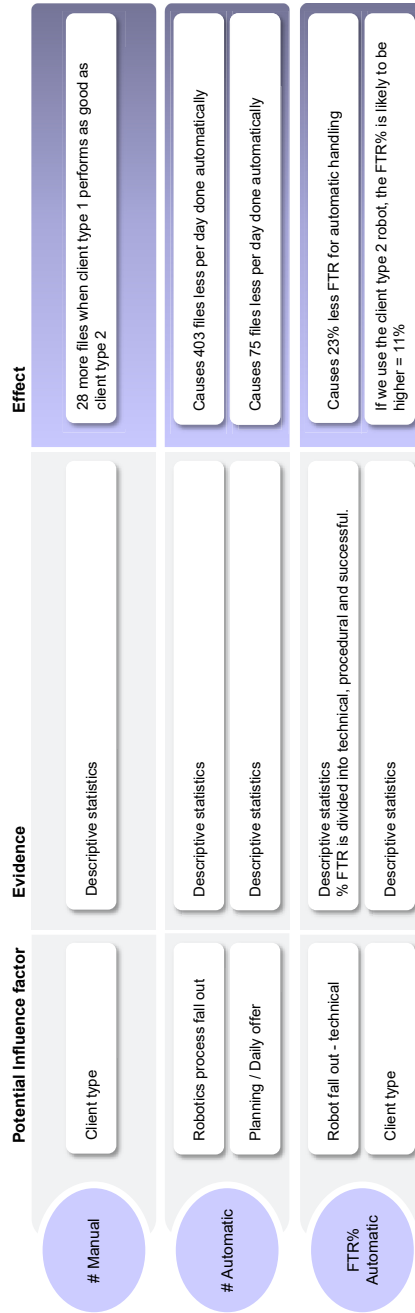 Potential Influence factor
Evidence
Effect
# Manual
Client type
Descriptive statistics
28 more files when client type 1 performs as good as
client type 2
# Automatic
Robotics process fall out
Descriptive statistics
Causes 403 files less per day done automatically
Planning / Daily offer
Descriptive statistics
Causes 75 files less per day done automatically
FTR%
Automatic
Robot fall out - technical
Descriptive statistics
% FTR is divided into technical, procedural and successful.
Causes 23% less FTR for automatic handling
Client type
Descriptive statistics
If we use the client type 2 robot, the FTR% is likely to be
higher = 11%